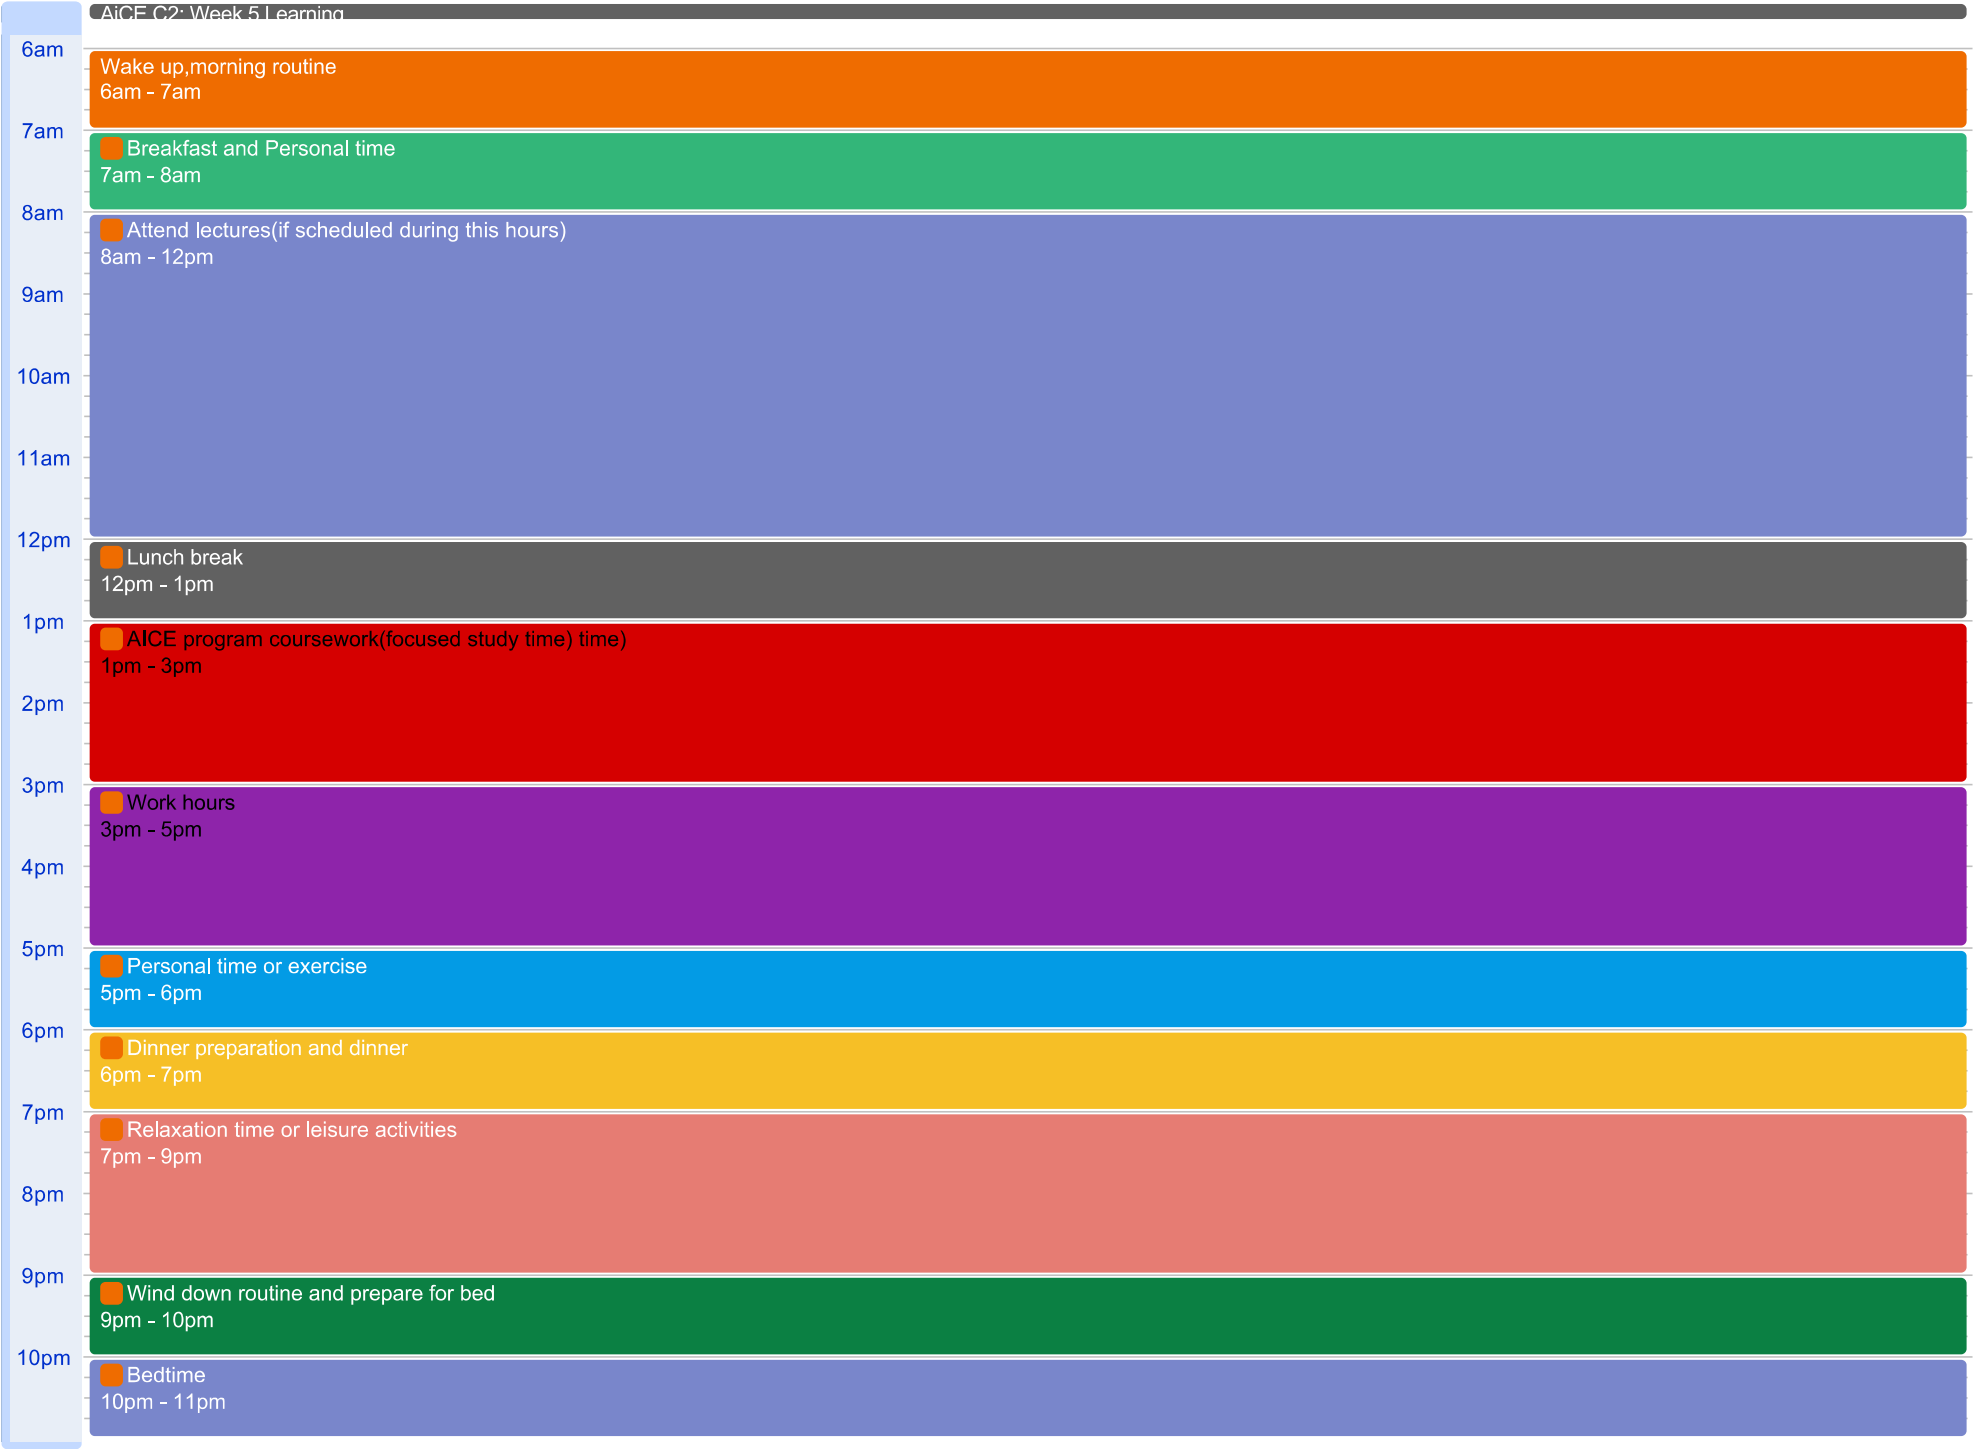 AiCE C2: Week 5 Learning
6am
Wake up,morning routine
6am - 7am
7am
Breakfast and Personal time
7am - 8am
8am
Attend lectures(if scheduled during this hours)
8am - 12pm
9am
10am
11am
12pm
Lunch break
12pm - 1pm
1pm
AICE program coursework(focused study time) time)
1pm - 3pm
2pm
3pm
Work hours
3pm - 5pm
4pm
5pm
Personal time or exercise
5pm - 6pm
6pm
Dinner preparation and dinner
6pm - 7pm
7pm
Relaxation time or leisure activities
7pm - 9pm
8pm
9pm
Wind down routine and prepare for bed
9pm - 10pm
10pm
Bedtime
10pm - 11pm